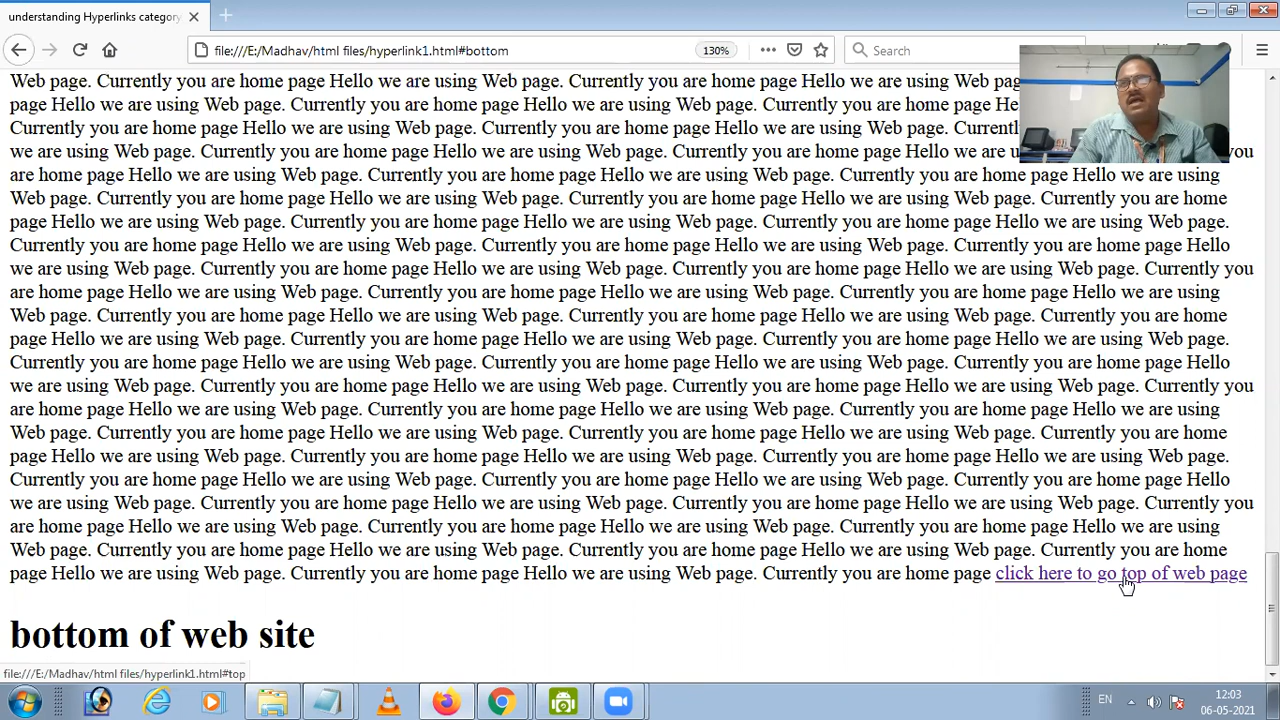 understanding Hyperlinks category
file:///E:/Madhav/html files/hyperlink1.html#bottom
130%
Search
Web page. Currently you are home page Hello we are using Web page. Currently you are home page Hello we are using Web pag
page Hello we are using Web page. Currently you are home page Hello we are using Web page. Currently you are home page He
Currently you are home page Hello we are using Web page. Currently you are home page Hello we are using Web page. Currentl
we are using Web page. Currently you are home page Hello we are using Web page. Currently you are home page Hello we are us you
are home page Hello we are using Web page. Currently you are home page Hello we are using Web page. Currently you are home page Hello we are using
Web page. Currently you are home page Hello we are using Web page. Currently you are home page Hello we are using Web page. Currently you are home
page Hello we are using Web page. Currently you are home page Hello we are using Web page. Currently you are home page Hello we are using Web page.
Currently you are home page Hello we are using Web page. Currently you are home page Hello we are using Web page. Currently you are home page Hello
we are using Web page. Currently you are home page Hello we are using Web page. Currently you are home page Hello we are using Web page. Currently you
are home page Hello we are using Web page. Currently you are home page Hello we are using Web page. Currently you are home page Hello we are using
Web page. Currently you are home page Hello we are using Web page. Currently you are home page Hello we are using Web page. Currently you are home
page Hello we are using Web page. Currently you are home page Hello we are using Web page. Currently you are home page Hello we are using Web page.
Currently you are home page Hello we are using Web page. Currently you are home page Hello we are using Web page. Currently you are home page Hello
we are using Web page. Currently you are home page Hello we are using Web page. Currently you are home page Hello we are using Web page. Currently you
are home page Hello we are using Web page. Currently you are home page Hello we are using Web page. Currently you are home page Hello we are using
Web page. Currently you are home page Hello we are using Web page. Currently you are home page Hello we are using Web page. Currently you are home
page Hello we are using Web page. Currently you are home page Hello we are using Web page. Currently you are home page Hello we are using Web page.
Currently you are home page Hello we are using Web page. Currently you are home page Hello we are using Web page. Currently you are home page Hello
we are using Web page. Currently you are home page Hello we are using Web page. Currently you are home page Hello we are using Web page. Currently you
are home page Hello we are using Web page. Currently you are home page Hello we are using Web page. Currently you are home page Hello we are using
Web page. Currently you are home page Hello we are using Web page. Currently you are home page Hello we are using Web page. Currently you are home
page Hello we are using Web page. Currently you are home page Hello we are using Web page. Currently you are home page click here to go top of web page
bottom of web site
file:///E:/Madhav/html files/hyperlink1.html#top
EN
12:03
06-05-2021